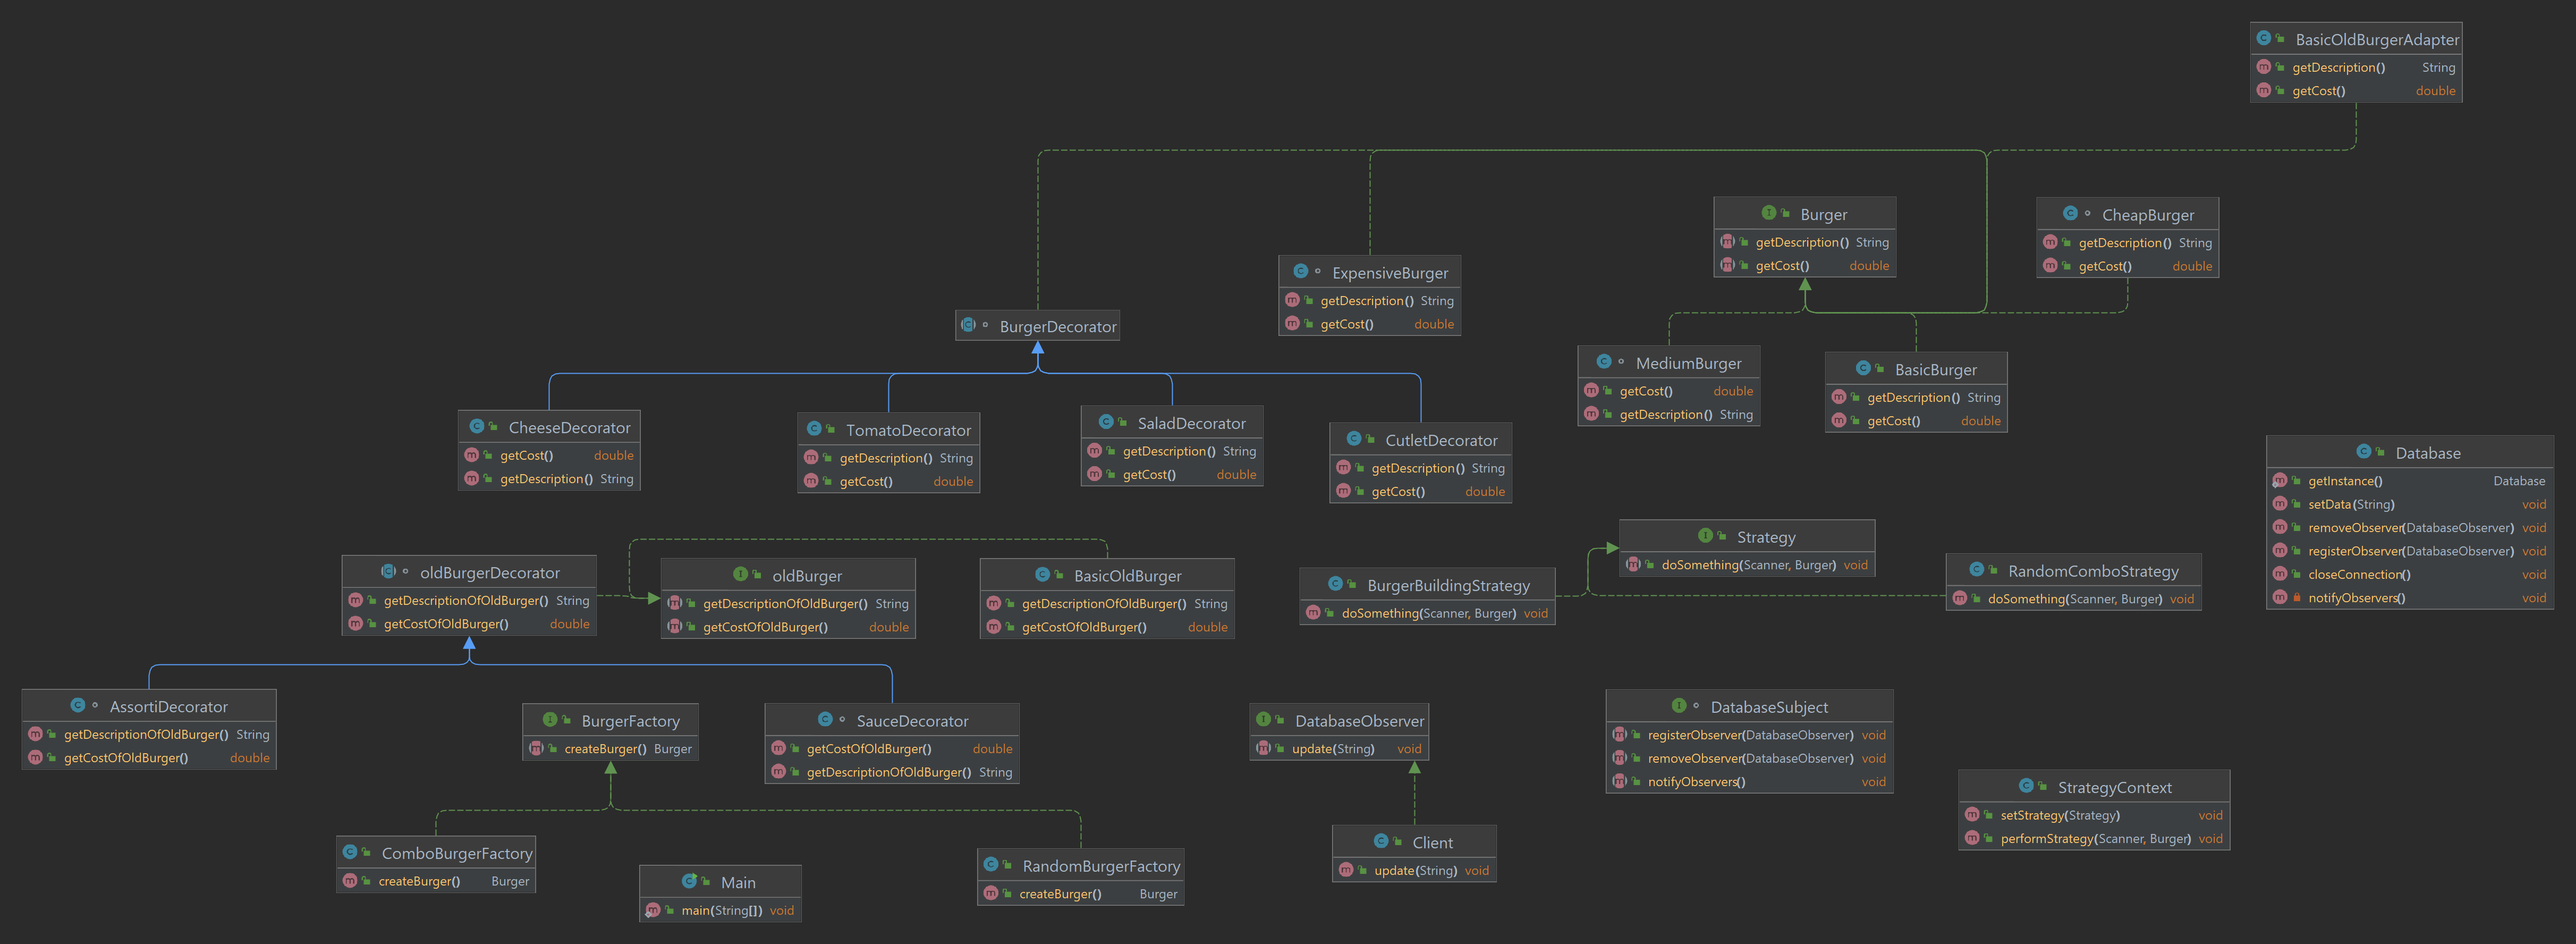 BasicOldBurgerAdapter
getDescription() String
getCost() double
Burger
getDescription() String
getCost() double
CheapBurger
getDescription() String
getCost() double
ExpensiveBurger
getDescription() String
getCost() double
BurgerDecorator
MediumBurger
getCost() double
getDescription() String
BasicBurger
getDescription() String
getCost() double
CheeseDecorator
getCost() double
getDescription() String
TomatoDecorator
getDescription() String
getCost() double
SaladDecorator
getDescription() String
getCost() double
CutletDecorator
getDescription() String
getCost() double
Database
getInstance() Database
setData(String) void
removeObserver(DatabaseObserver) void
registerObserver(DatabaseObserver) void
closeConnection() void
notifyObservers() void
oldBurgerDecorator
getDescriptionOfOldBurger() String
getCostOfOldBurger() double
oldBurger
getDescriptionOfOldBurger() String
getCostOfOldBurger() double
BasicOldBurger
getDescriptionOfOldBurger() String
getCostOfOldBurger() double
BurgerBuildingStrategy
doSomething(Scanner, Burger) void
Strategy
doSomething(Scanner, Burger) void
RandomComboStrategy
doSomething(Scanner, Burger) void
AssortiDecorator
getDescriptionOfOldBurger() String
getCostOfOldBurger() double
BurgerFactory
createBurger() Burger
SauceDecorator
getCostOfOldBurger() double
getDescriptionOfOldBurger() String
DatabaseObserver
update(String) void
DatabaseSubject
registerObserver(DatabaseObserver) void
removeObserver(DatabaseObserver) void
notifyObservers() void
StrategyContext
setStrategy(Strategy) void
performStrategy(Scanner, Burger) void
ComboBurgerFactory
createBurger() Burger
Main
main(String[]) void
RandomBurgerFactory
createBurger() Burger
Client
update(String) void